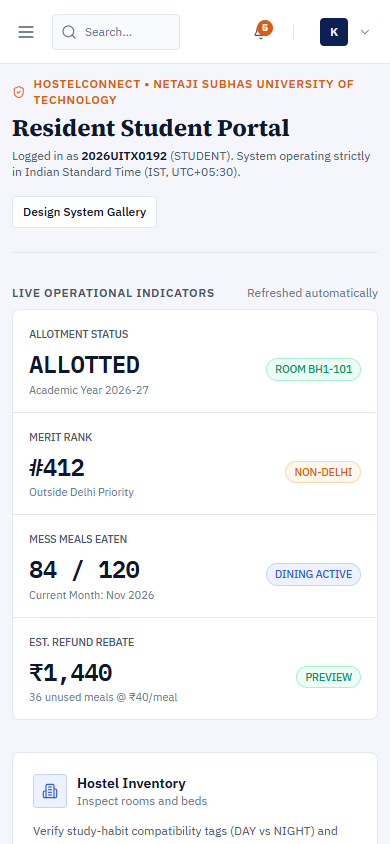 Search...
5
K
HOSTELCONNECT • NETAJI SUBHAS UNIVERSITY OF
TECHNOLOGY
Resident Student Portal
Logged in as 2026UITX0192 (STUDENT). System operating strictly
in Indian Standard Time (IST, UTC+05:30).
Design System Gallery
LIVE OPERATIONAL INDICATORS
Refreshed automatically
ALLOTMENT STATUS
ALLOTTED
ROOM BH1-101
Academic Year 2026-27
MERIT RANK
#412
NON-DELHI
Outside Delhi Priority
MESS MEALS EATEN
84 / 120
DINING ACTIVE
Current Month: Nov 2026
EST. REFUND REBATE
₹1,440
PREVIEW
36 unused meals @ ₹40/meal
Hostel Inventory
Inspect rooms and beds
Verify study-habit compatibility tags (DAY vs NIGHT) and